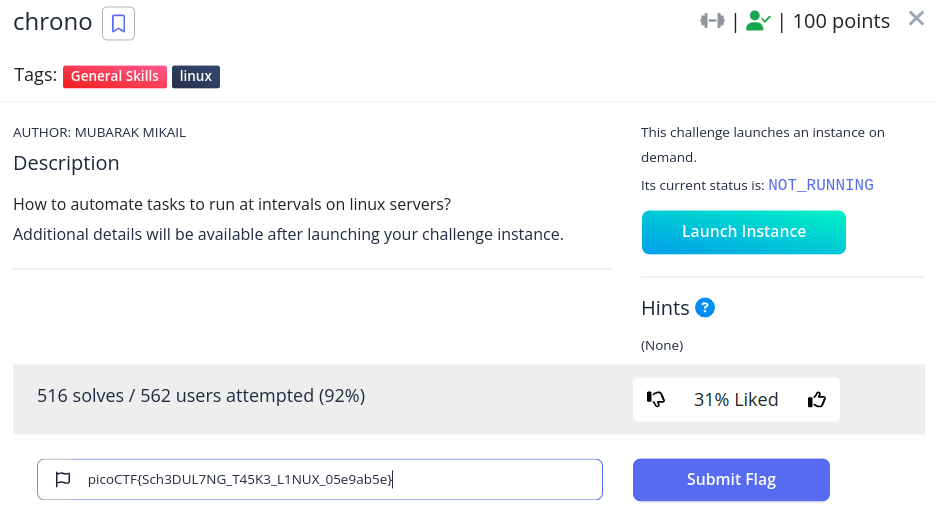 chrono
| | 100 points
Tags: General Skills linux
AUTHOR: MUBARAK MIKAIL
Description
How to automate tasks to run at intervals on linux servers?
Additional details will be available after launching your challenge instance.
This challenge launches an instance on
demand.
Its current status is: NOT_RUNNING
Launch Instance
Hints ?
(None)
516 solves / 562 users attempted (92%)
31% Liked
picoCTF{Sch3DUL7NG_T45K3_L1NUX_05e9ab5e}
Submit Flag